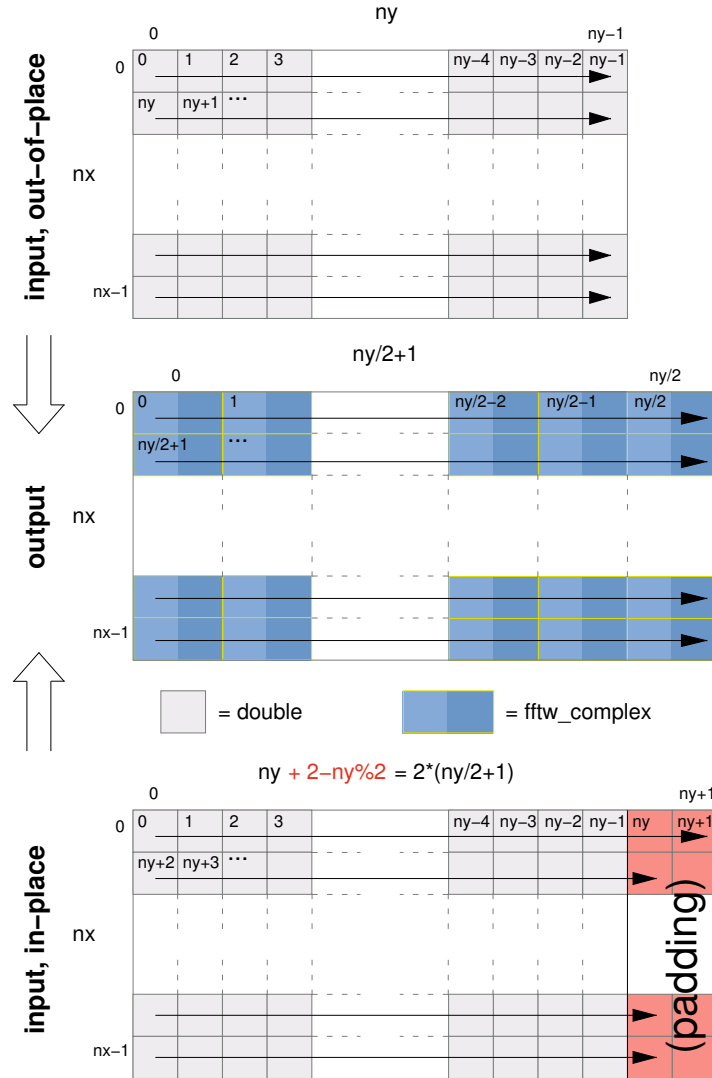 ny
0 ny−1
0 0 1 2 3 ny−4 ny−3 ny−2 ny−1
ny ny+1 ...
nx
nx−1
input, out−of−place
ny/2+1
0 ny/2
0 0 1 ny/2−2 ny/2−1 ny/2
ny/2+1 ...
nx
nx−1
output
= double = fftw_complex
ny + 2−ny%2 = 2*(ny/2+1)
0 ny+1
0 0 1 2 3 ny−4 ny−3 ny−2 ny−1 ny ny+1
ny+2 ny+3 ...
nx
nx−1
input, in−place
(padding)